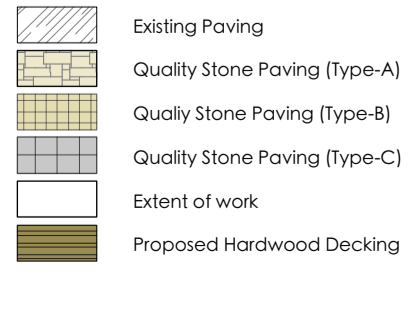 Existing Paving
Quality Stone Paving (Type-A)
Qualiy Stone Paving (Type-B)
Quality Stone Paving (Type-C)
Extent of work
Proposed Hardwood Decking